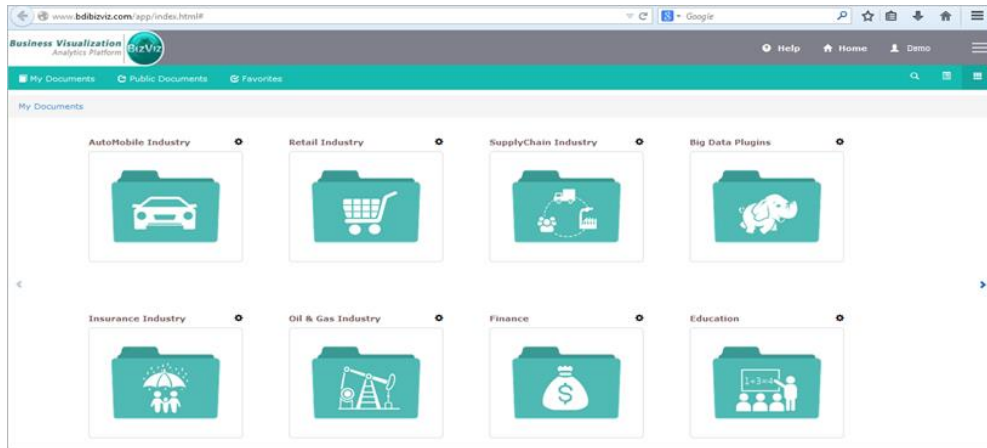 www.bdibizviz.com/app/index.html#
8 Google
Business Visualization
Analytics Platform
BizViz
Help Home Demo
My Documents Public Documents Favorites
My Documents
AutoMobile Industry Retail Industry SupplyChain Industry Big Data Plugins
Insurance Industry Oil & Gas Industry Finance Education
$
1+3=4